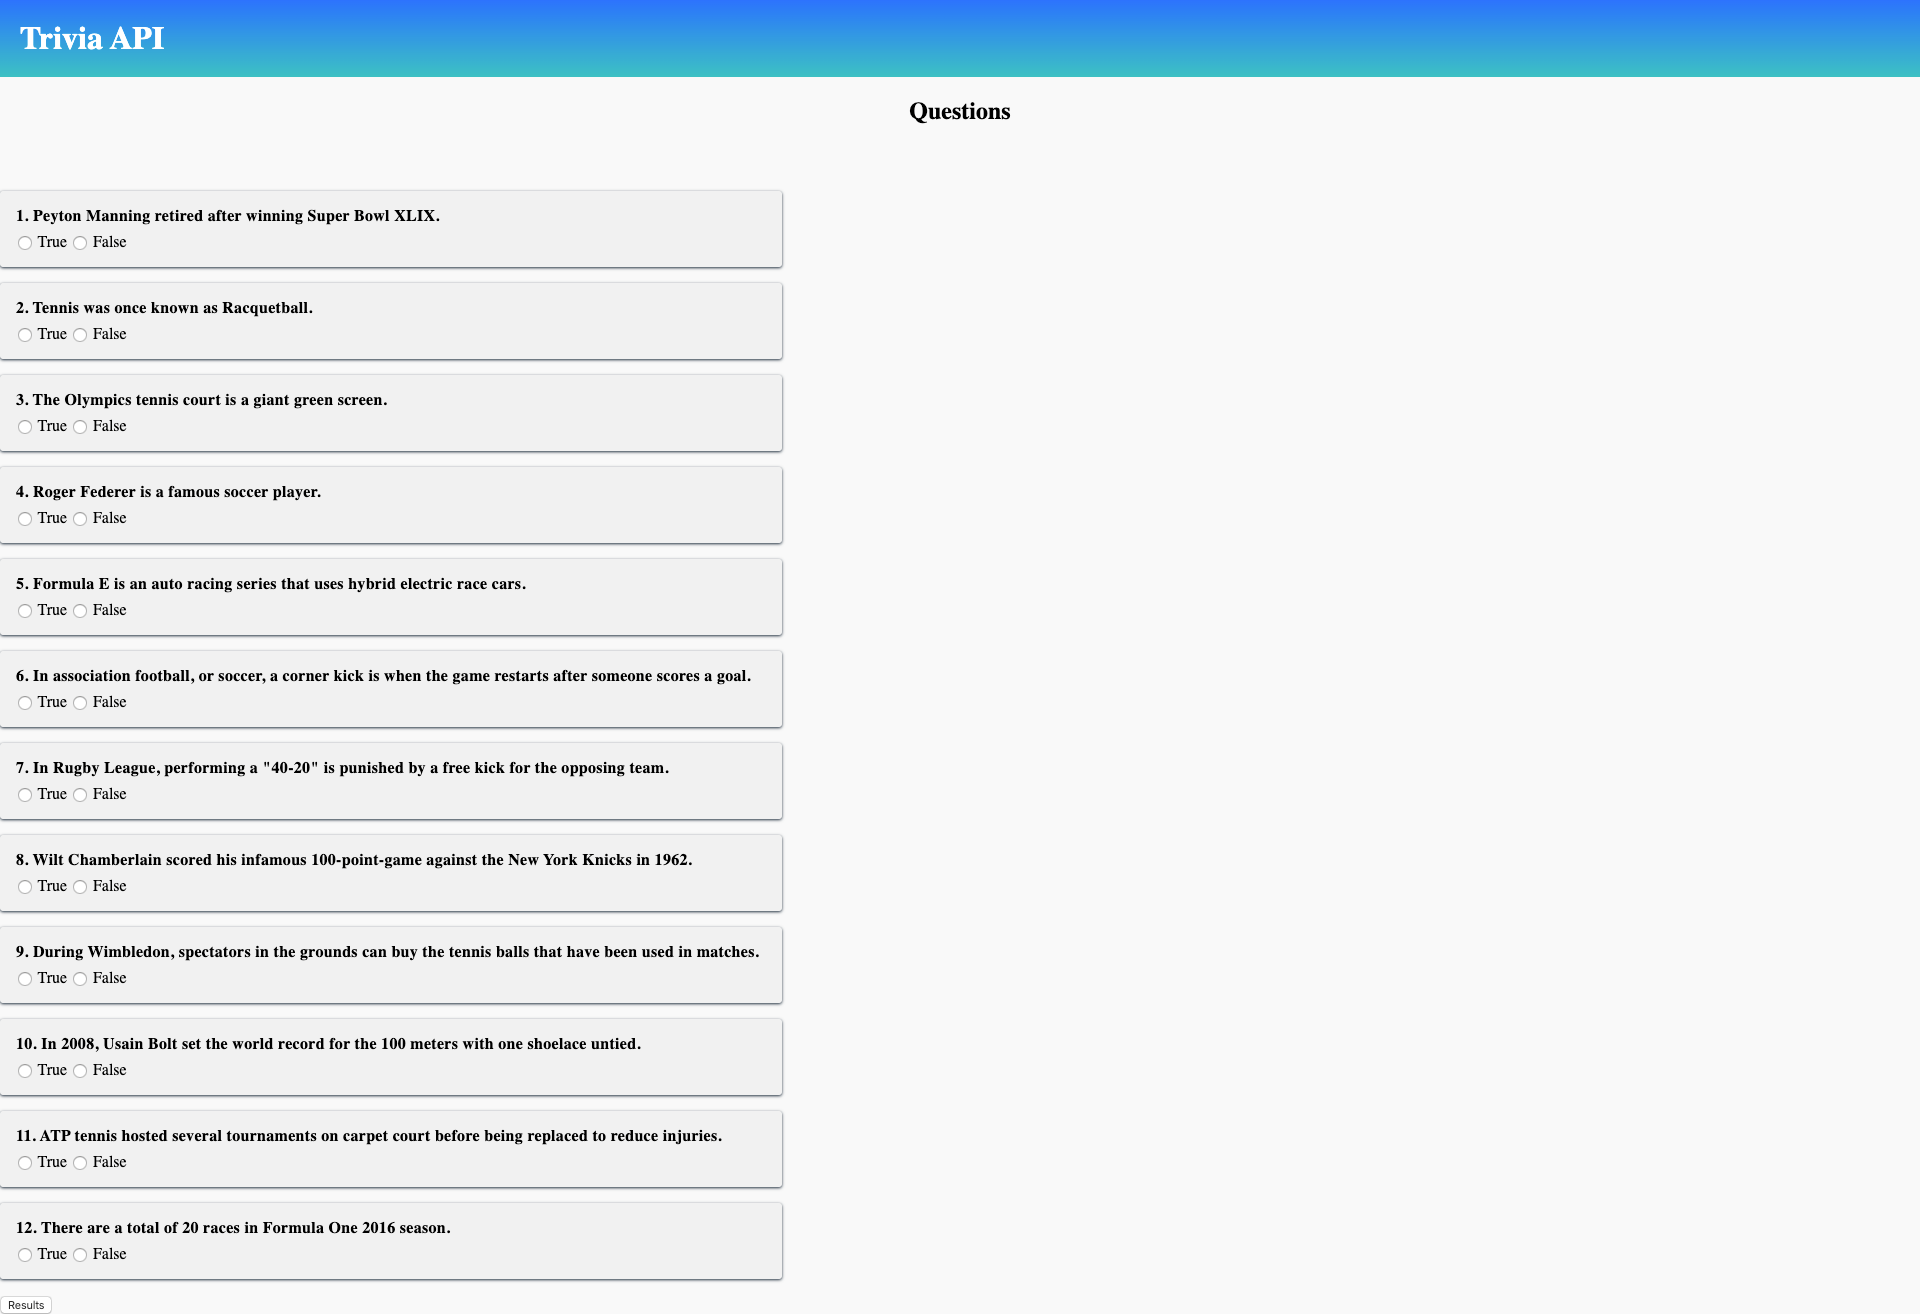 Trivia API
Questions
1. Peyton Manning retired after winning Super Bowl XLIX.
True False
2. Tennis was once known as Racquetball.
True False
3. The Olympics tennis court is a giant green screen.
True False
4. Roger Federer is a famous soccer player.
True False
5. Formula E is an auto racing series that uses hybrid electric race cars.
True False
6. In association football, or soccer, a corner kick is when the game restarts after someone scores a goal.
True False
7. In Rugby League, performing a "40-20" is punished by a free kick for the opposing team.
True False
8. Wilt Chamberlain scored his infamous 100-point-game against the New York Knicks in 1962.
True False
9. During Wimbledon, spectators in the grounds can buy the tennis balls that have been used in matches.
True False
10. In 2008, Usain Bolt set the world record for the 100 meters with one shoelace untied.
True False
11. ATP tennis hosted several tournaments on carpet court before being replaced to reduce injuries.
True False
12. There are a total of 20 races in Formula One 2016 season.
True False
Results